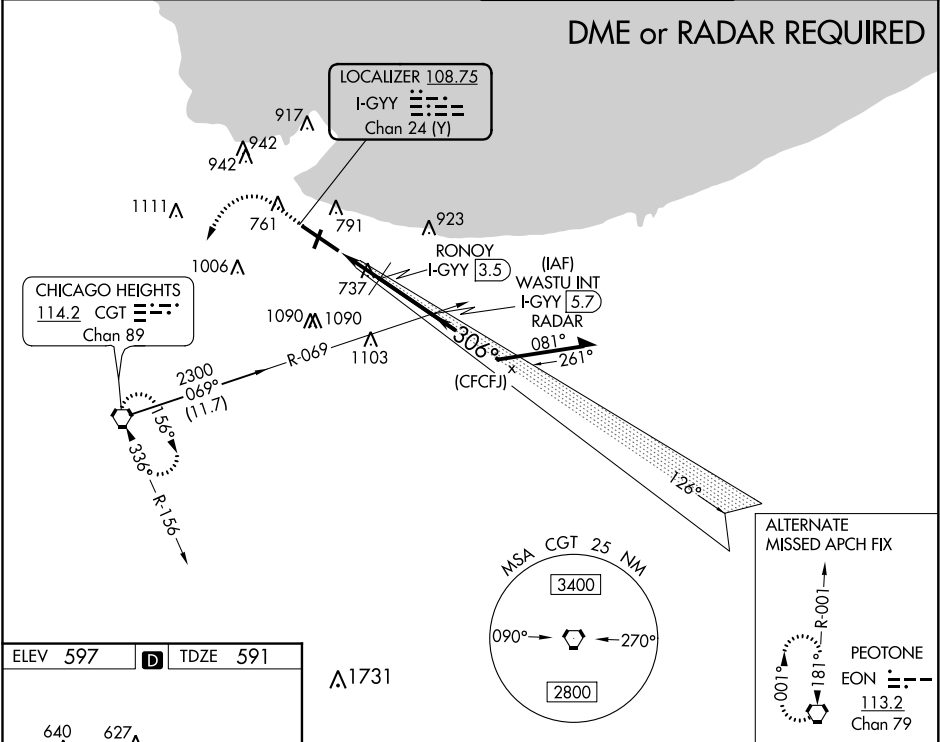 DME or RADAR REQUIRED
LOCALIZER 108.75
I-GYY
Chan 24 (Y)
917
942
942
1111
761
791
923
1006
737
RONOY
I-GYY 3.5
(IAF)
WASTU INT
I-GYY 5.7
RADAR
CHICAGO HEIGHTS
114.2 CGT
Chan 89
1090 1090
1103
R-069
2300
069°
(11.7)
306°
081°
261°
x
(CFCFJ)
156°
336°
R-156
126°
MSA CGT 25 NM
3400
090° 270°
2800
ALTERNATE
MISSED APCH FIX
R-001
001°
181°
PEOTONE
EON
113.2
Chan 79
ELEV 597 D TDZE 591
1731
640 627